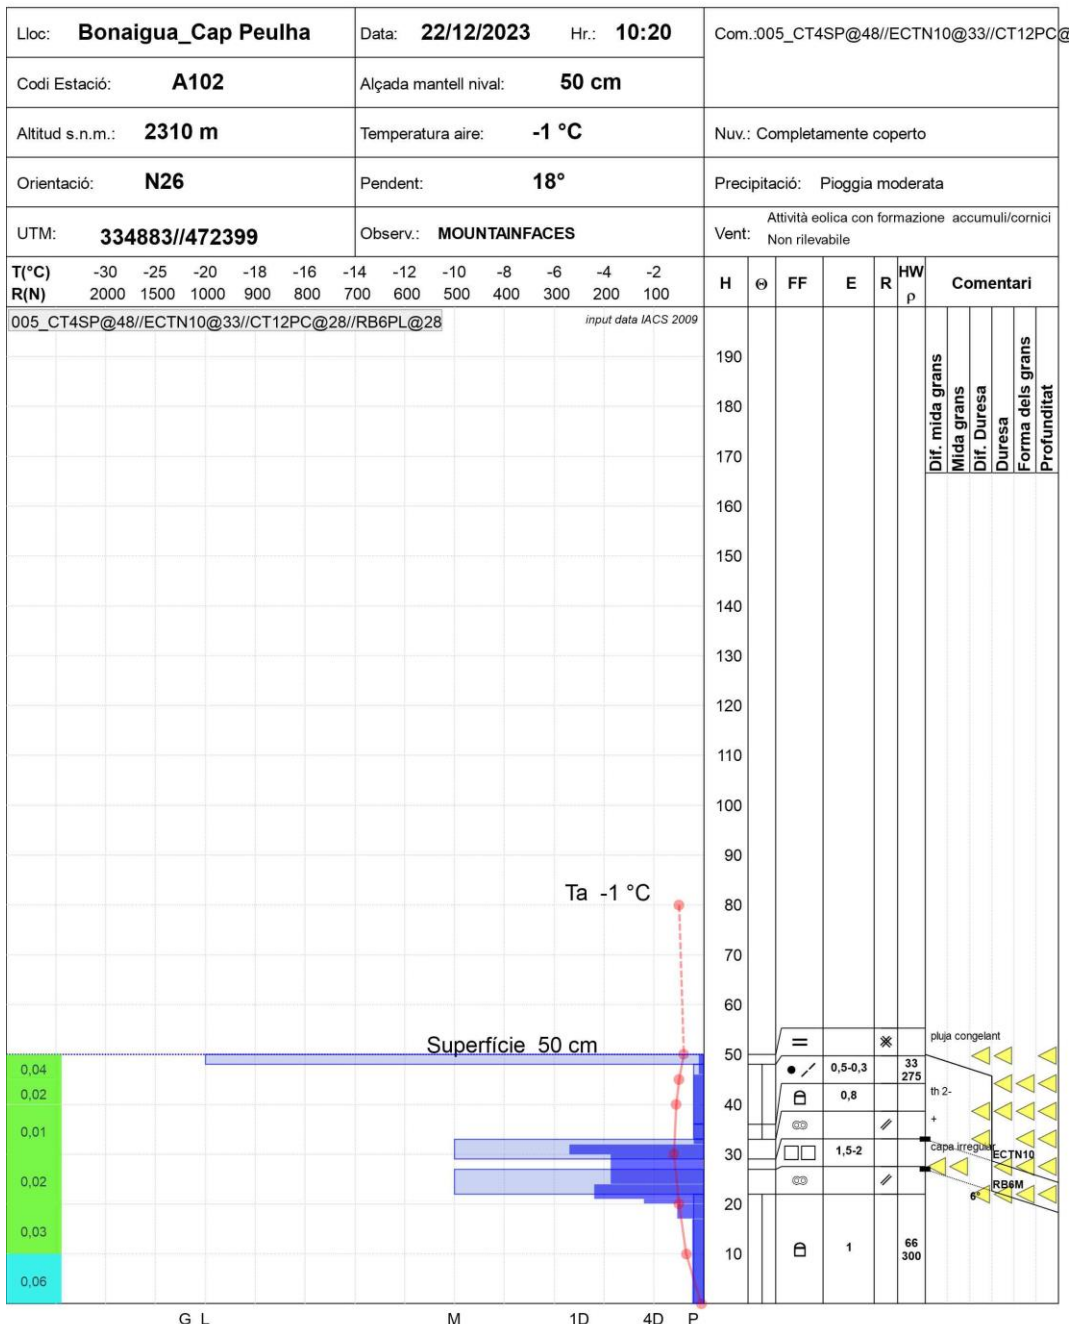 Lloc: Bonaigua_Cap Peulha Data: 22/12/2023 Hr.: 10:20 Com.:005_CT4SP@48//ECTN10@33//CT12PC@
Codi Estació: A102 Alçada mantell nival: 50 cm
Altitud s.n.m.: 2310 m Temperatura aire: -1 °C Nuv.: Completamente coperto
Orientació: N26 Pendent: 18° Precipitació: Pioggia moderata
UTM: 334883//472399 Observ.: MOUNTAINFACES Vent: Attività eolica con formazione accumuli/cornici
Non rilevabile
T(°C) -30 -25 -20 -18 -16 -14 -12 -10 -8 -6 -4 -2
R(N) 2000 1500 1000 900 800 700 600 500 400 300 200 100
H Θ FF E R HW ρ Comentari
005_CT4SP@48//ECTN10@33//CT12PC@28//RB6PL@28 input data IACS 2009
Dif. mida grans
Mida grans
Dif. Duresa
Duresa
Forma dels grans
Profunditat
190
180
170
160
150
140
130
120
110
100
90
Ta -1 °C 80
70
60
Superfície 50 cm 50 pluja congelant
0,04 0,5-0,3 33
275
0,02 40 0,8 th 2-
0,01 +
30 1,5-2 capa irregular ECTN10
0,02 RB6M
20 6°
0,03
10 1 66
300
0,06
G L M 1D 4D P